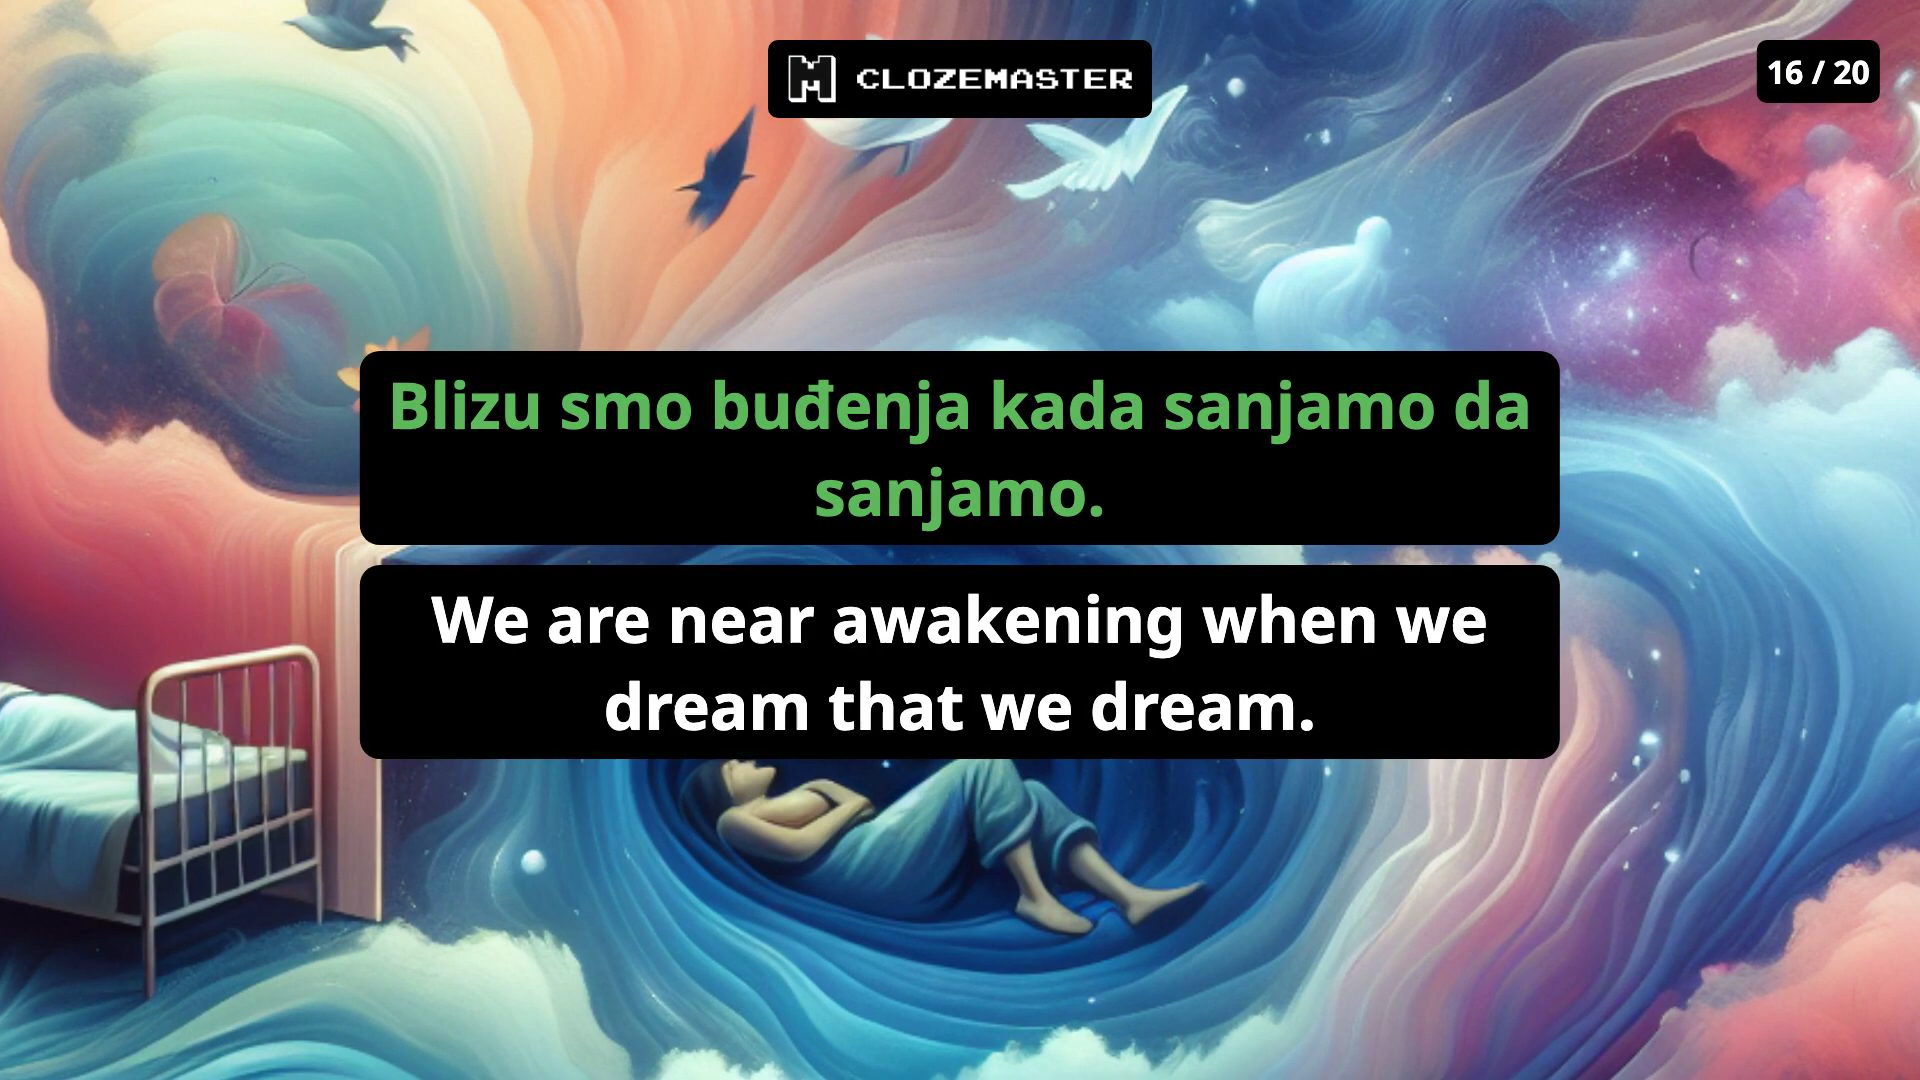 CLOZEMASTER
16 / 20
Blizu smo buđenja kada sanjamo da
sanjamo.
We are near awakening when we
dream that we dream.